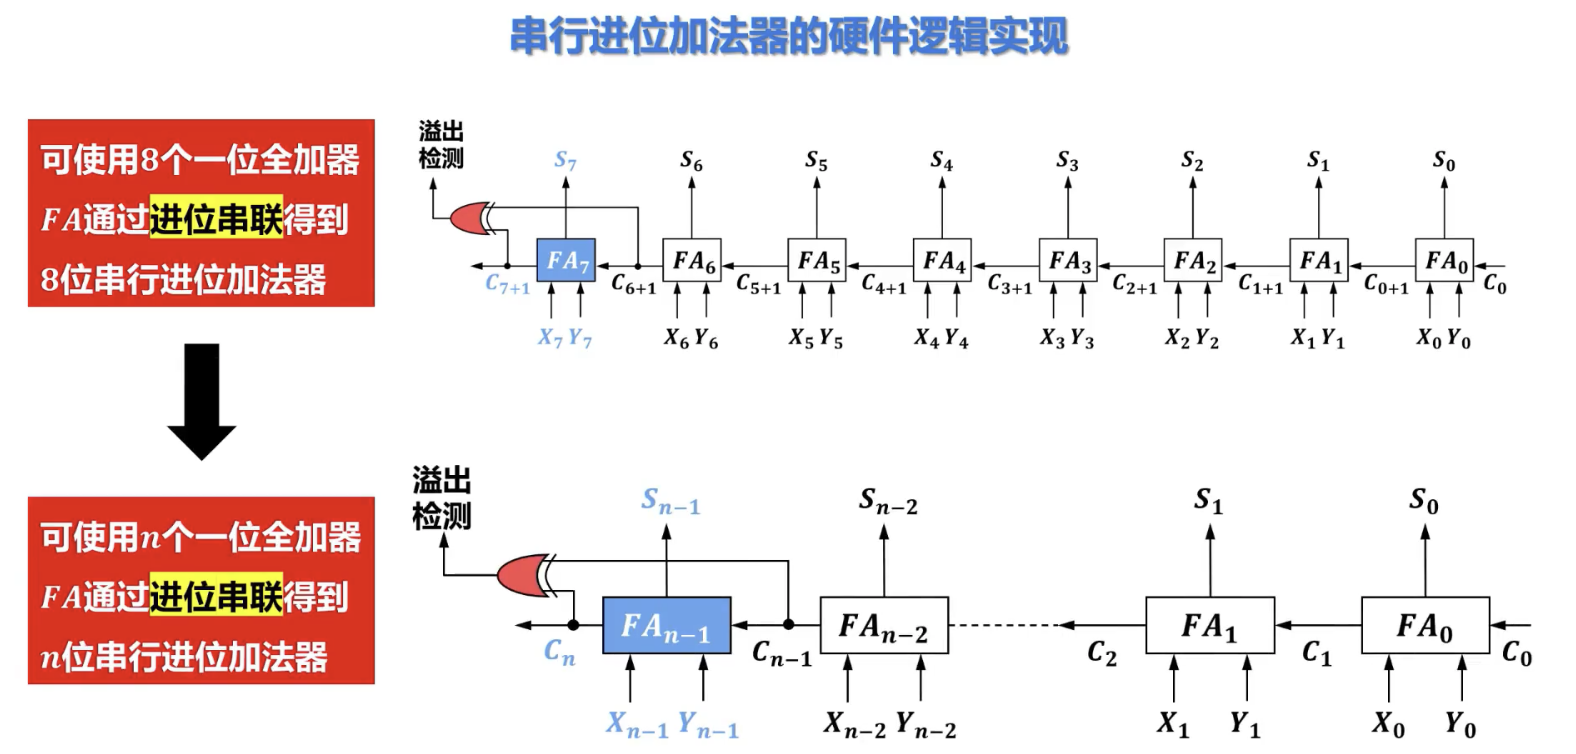 串行进位加法器的硬件逻辑实现
可使用8个一位全加器
FA通过进位串联得到
8位串行进位加法器
溢出
检测
S₇ S₆ S₅ S₄ S₃ S₂ S₁ S₀
FA₇ FA₆ FA₅ FA₄ FA₃ FA₂ FA₁ FA₀
C₇₊₁ C₆₊₁ C₅₊₁ C₄₊₁ C₃₊₁ C₂₊₁ C₁₊₁ C₀₊₁ C₀
X₇ Y₇ X₆ Y₆ X₅ Y₅ X₄ Y₄ X₃ Y₃ X₂ Y₂ X₁ Y₁ X₀ Y₀
可使用n个一位全加器
FA通过进位串联得到
n位串行进位加法器
溢出
检测
Sₙ₋₁ Sₙ₋₂ S₁ S₀
FAₙ₋₁ FAₙ₋₂ FA₁ FA₀
Cₙ Cₙ₋₁ C₂ C₁ C₀
Xₙ₋₁ Yₙ₋₁ Xₙ₋₂ Yₙ₋₂ X₁ Y₁ X₀ Y₀